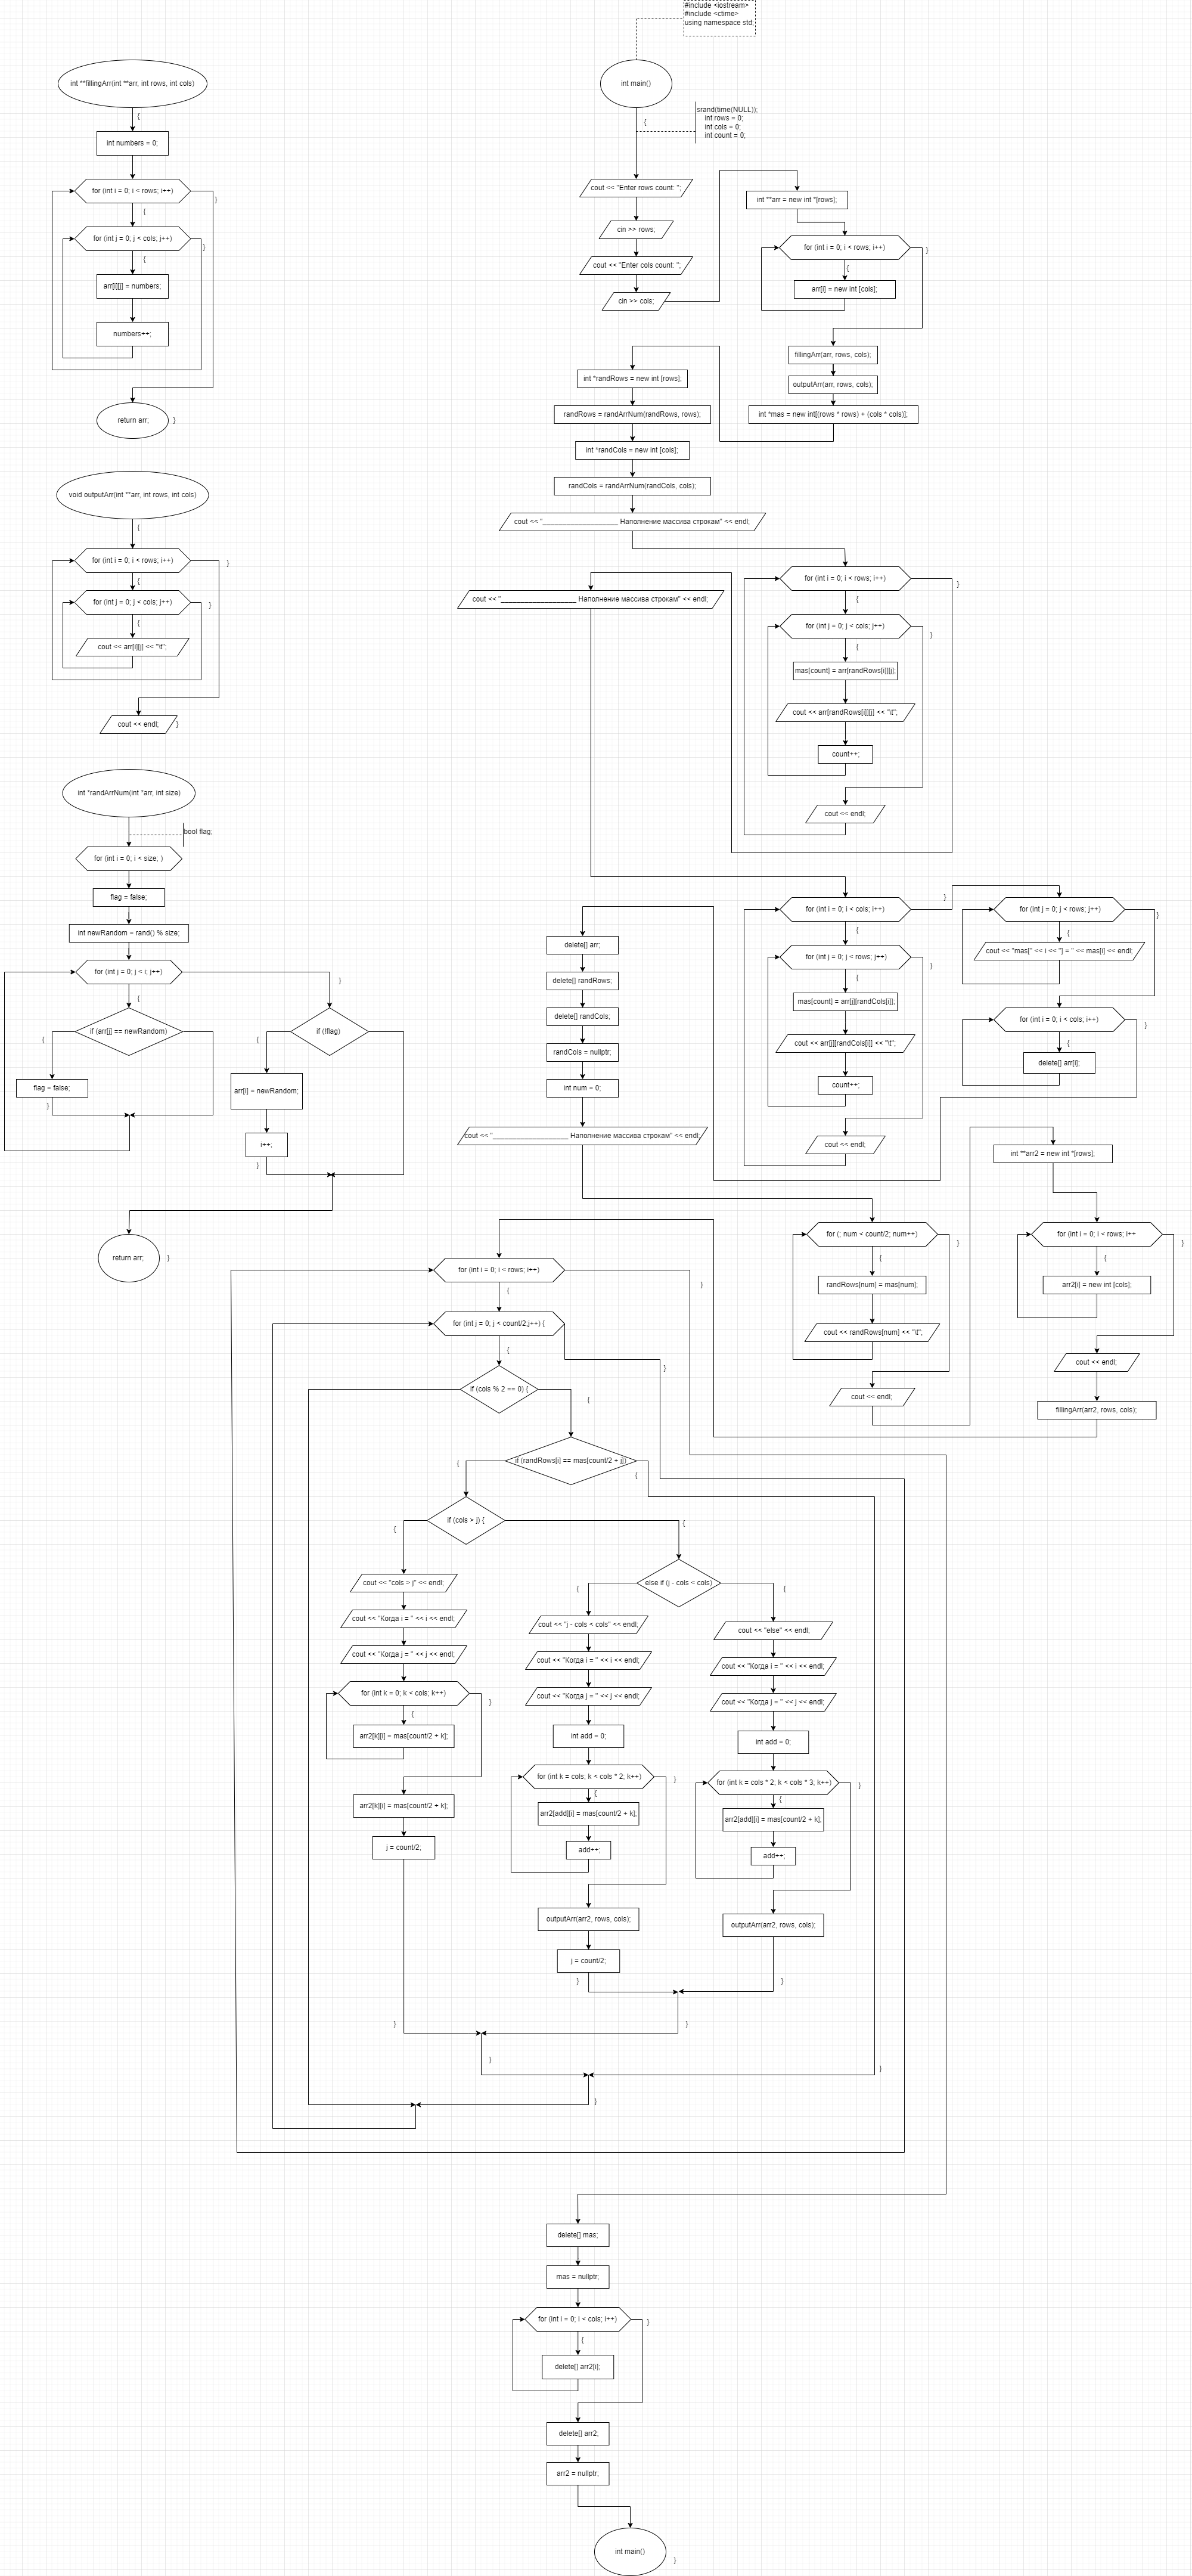 #include <iostream>
#include <ctime>
using namespace std;
int main()
{
srand(time(NULL));
int rows = 0;
int cols = 0;
int count = 0;
cout << "Enter rows count: ";
cin >> rows;
cout << "Enter cols count: ";
cin >> cols;
int **arr = new int *[rows];
for (int i = 0; i < rows; i++)
}
{
arr[i] = new int [cols];
fillingArr(arr, rows, cols);
outputArr(arr, rows, cols);
int *mas = new int[(rows * rows) + (cols * cols)];
int *randRows = new int [rows];
randRows = randArrNum(randRows, rows);
int *randCols = new int [cols];
randCols = randArrNum(randCols, cols);
cout << "____________________ Наполнение массива строкам" << endl;
for (int i = 0; i < rows; i++)
}
{
for (int j = 0; j < cols; j++)
}
{
mas[count] = arr[randRows[i]][j];
cout << arr[randRows[i]][j] << "\t";
count++;
cout << endl;
cout << "____________________ Наполнение массива строкам" << endl;
for (int i = 0; i < cols; i++)
}
{
for (int j = 0; j < rows; j++)
}
{
mas[count] = arr[j][randCols[i]];
cout << arr[j][randCols[i]] << "\t";
count++;
cout << endl;
for (int j = 0; j < rows; j++)
}
{
cout << "mas[" << i << "] = " << mas[i] << endl;
for (int i = 0; i < cols; i++)
}
{
delete[] arr[i];
delete[] arr;
delete[] randRows;
delete[] randCols;
randCols = nullptr;
int num = 0;
cout << "____________________ Наполнение массива строкам" << endl;
for (; num < count/2; num++)
}
{
randRows[num] = mas[num];
cout << randRows[num] << "\t";
cout << endl;
int **arr2 = new int *[rows];
for (int i = 0; i < rows; i++
}
{
arr2[i] = new int [cols];
cout << endl;
fillingArr(arr2, rows, cols);
for (int i = 0; i < rows; i++)
}
{
for (int j = 0; j < count/2;j++) {
}
{
if (cols % 2 == 0) {
{
if (randRows[i] == mas[count/2 + j])
{
{
if (cols > j) {
{
{
cout << "cols > j" << endl;
cout << "Когда i = " << i << endl;
cout << "Когда j = " << j << endl;
for (int k = 0; k < cols; k++)
}
{
arr2[k][i] = mas[count/2 + k];
arr2[k][i] = mas[count/2 + k];
j = count/2;
}
else if (j - cols < cols)
{
{
cout << "j - cols < cols" << endl;
cout << "Когда i = " << i << endl;
cout << "Когда j = " << j << endl;
int add = 0;
for (int k = cols; k < cols * 2; k++)
}
{
arr2[add][i] = mas[count/2 + k];
add++;
outputArr(arr2, rows, cols);
j = count/2;
}
cout << "else" << endl;
cout << "Когда i = " << i << endl;
cout << "Когда j = " << j << endl;
int add = 0;
for (int k = cols * 2; k < cols * 3; k++)
}
{
arr2[add][i] = mas[count/2 + k];
add++;
outputArr(arr2, rows, cols);
}
}
}
}
}
delete[] mas;
mas = nullptr;
for (int i = 0; i < cols; i++)
}
{
delete[] arr2[i];
delete[] arr2;
arr2 = nullptr;
int main()
}
int **fillingArr(int **arr, int rows, int cols)
{
int numbers = 0;
for (int i = 0; i < rows; i++)
}
{
for (int j = 0; j < cols; j++)
}
{
arr[i][j] = numbers;
numbers++;
return arr;
}
void outputArr(int **arr, int rows, int cols)
{
for (int i = 0; i < rows; i++)
}
{
for (int j = 0; j < cols; j++)
}
{
cout << arr[i][j] << "\t";
cout << endl;
}
int *randArrNum(int *arr, int size)
bool flag;
for (int i = 0; i < size; )
flag = false;
int newRandom = rand() % size;
for (int j = 0; j < i; j++)
}
{
if (arr[j] == newRandom)
{
flag = false;
}
if (!flag)
{
arr[i] = newRandom;
i++;
}
return arr;
}